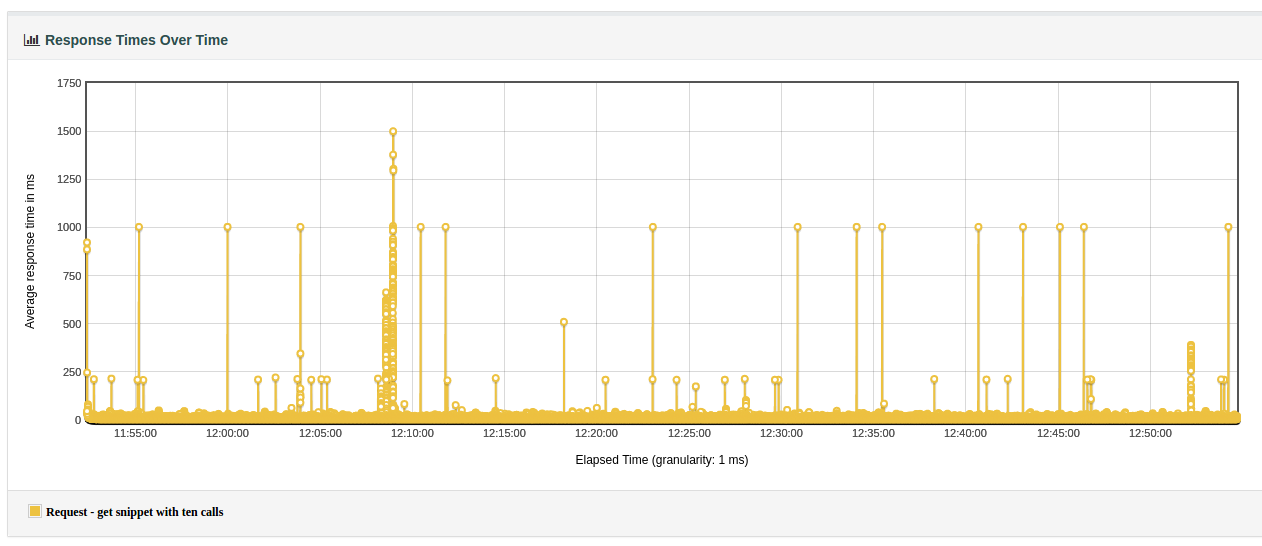 Response Times Over Time
1750
1500
1250
1000
750
500
250
0
Average response time in ms
11:55:00 12:00:00 12:05:00 12:10:00 12:15:00 12:20:00 12:25:00 12:30:00 12:35:00 12:40:00 12:45:00 12:50:00
Elapsed Time (granularity: 1 ms)
Request - get snippet with ten calls